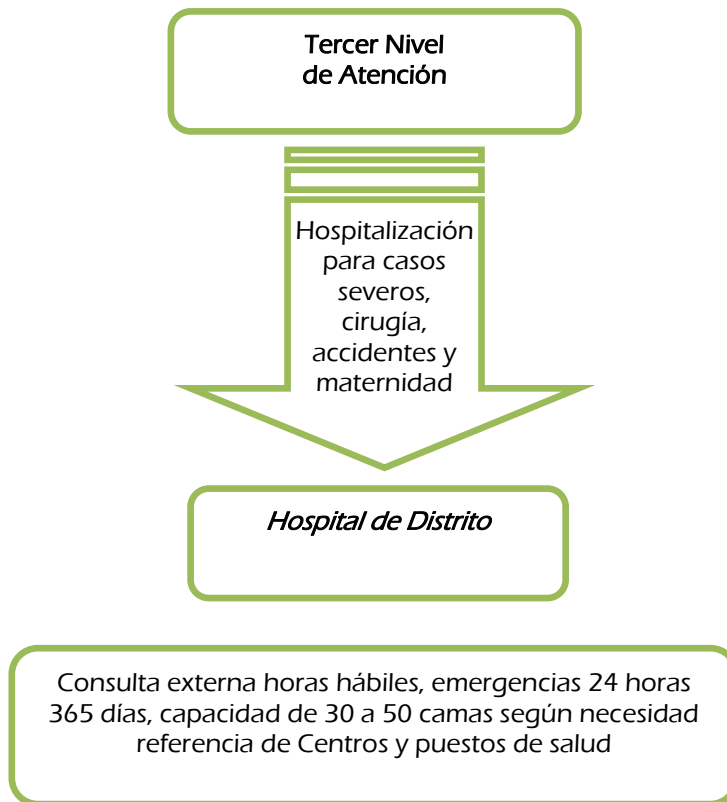 Tercer Nivel
de Atención
Hospitalización
para casos
severos,
cirugía,
accidentes y
maternidad
Hospital de Distrito
Consulta externa horas hábiles, emergencias 24 horas
365 días, capacidad de 30 a 50 camas según necesidad
referencia de Centros y puestos de salud